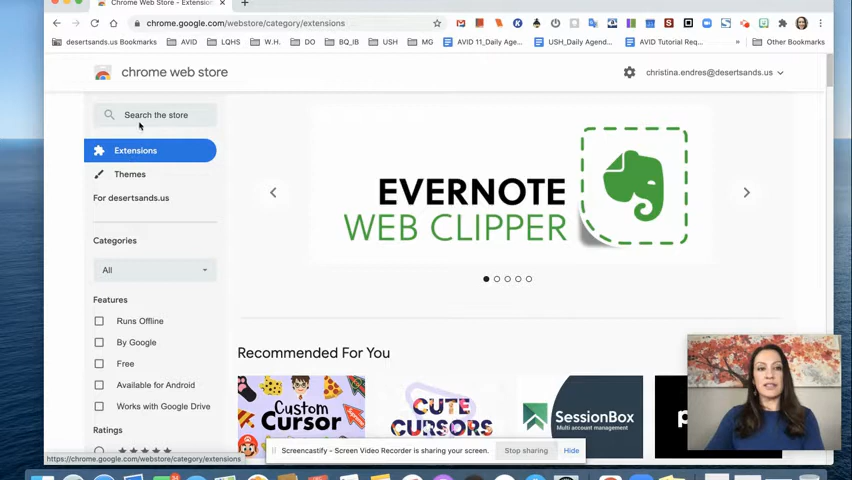 Chrome Web Store - Extensions
chrome.google.com/webstore/category/extensions
desertsands.us Bookmarks
AVID
LQHS
W.H.
DO
BQ_IB
USH
MG
AVID 11_Daily Age...
USH_Daily Agend...
AVID Tutorial Req...
Other Bookmarks
chrome web store
christina.endres@desertsands.us
Search the store
Extensions
Themes
For desertsands.us
Categories
All
Features
Runs Offline
By Google
Free
Available for Android
Works with Google Drive
Ratings
EVERNOTE
WEB CLIPPER
Recommended For You
Custom
Cursor
CUTE
CURSORS
SessionBox
Multi account management
Screencastify - Screen Video Recorder is sharing your screen.
Stop sharing
Hide
https://chrome.google.com/webstore/category/extensions